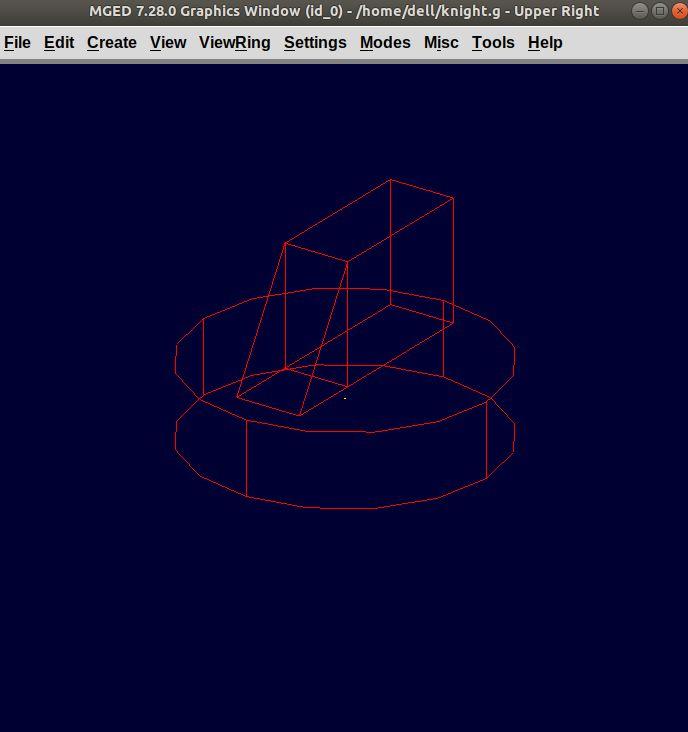 MGED 7.28.0 Graphics Window (id_0) - /home/dell/knight.g - Upper Right
File Edit Create View ViewRing Settings Modes Misc Tools Help